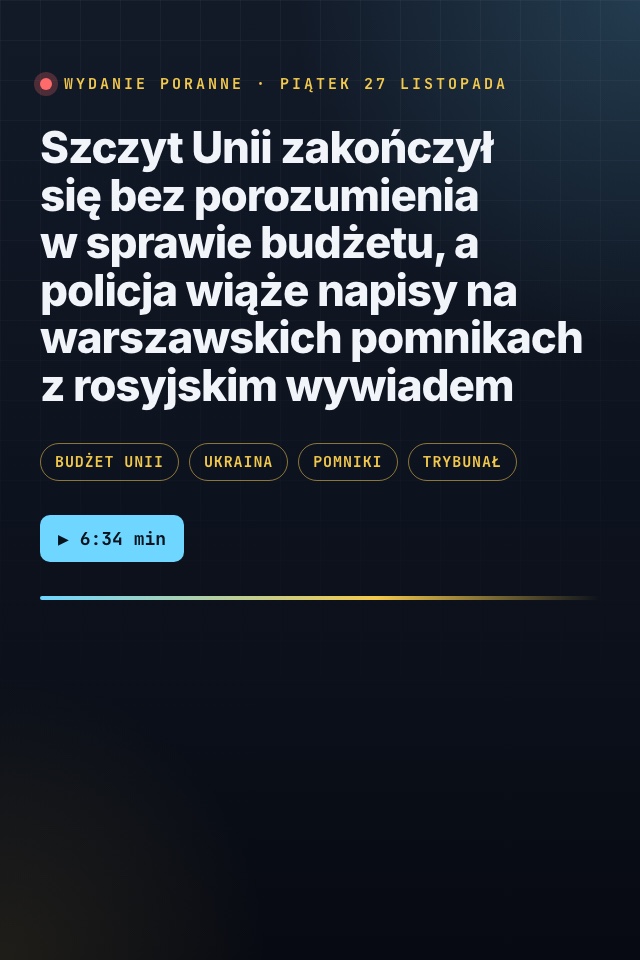 WYDANIE PORANNE · PIĄTEK 27 LISTOPADA
Szczyt Unii zakończył
się bez porozumienia
w sprawie budżetu, a
policja wiąże napisy na
warszawskich pomnikach
z rosyjskim wywiadem
BUDŻET UNII UKRAINA POMNIKI TRYBUNAŁ
▶ 6:34 min